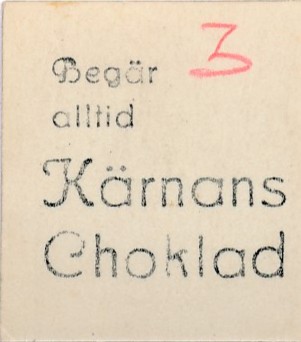 3
Begär
alltid
Kärnans
Choklad